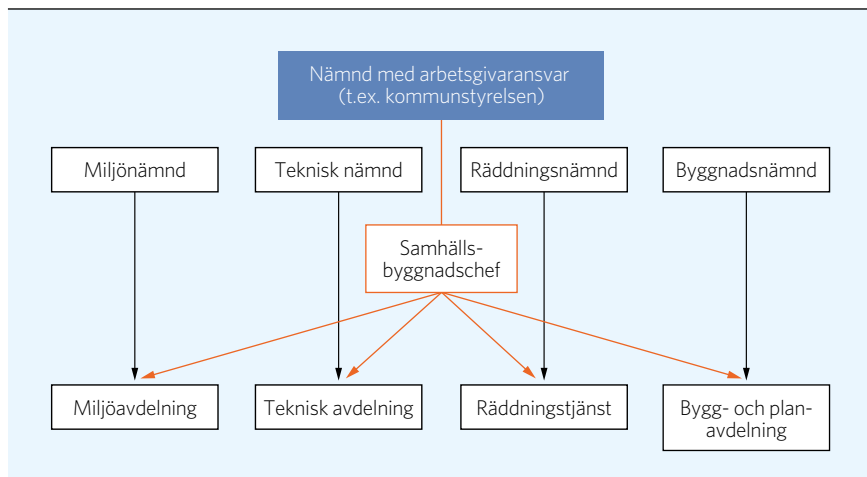 Nämnd med arbetsgivaransvar
(t.ex. kommunstyrelsen)
Miljönämnd
Teknisk nämnd
Räddningsnämnd
Byggnadsnämnd
Samhälls-
byggnadschef
Miljöavdelning
Teknisk avdelning
Räddningstjänst
Bygg- och plan-
avdelning